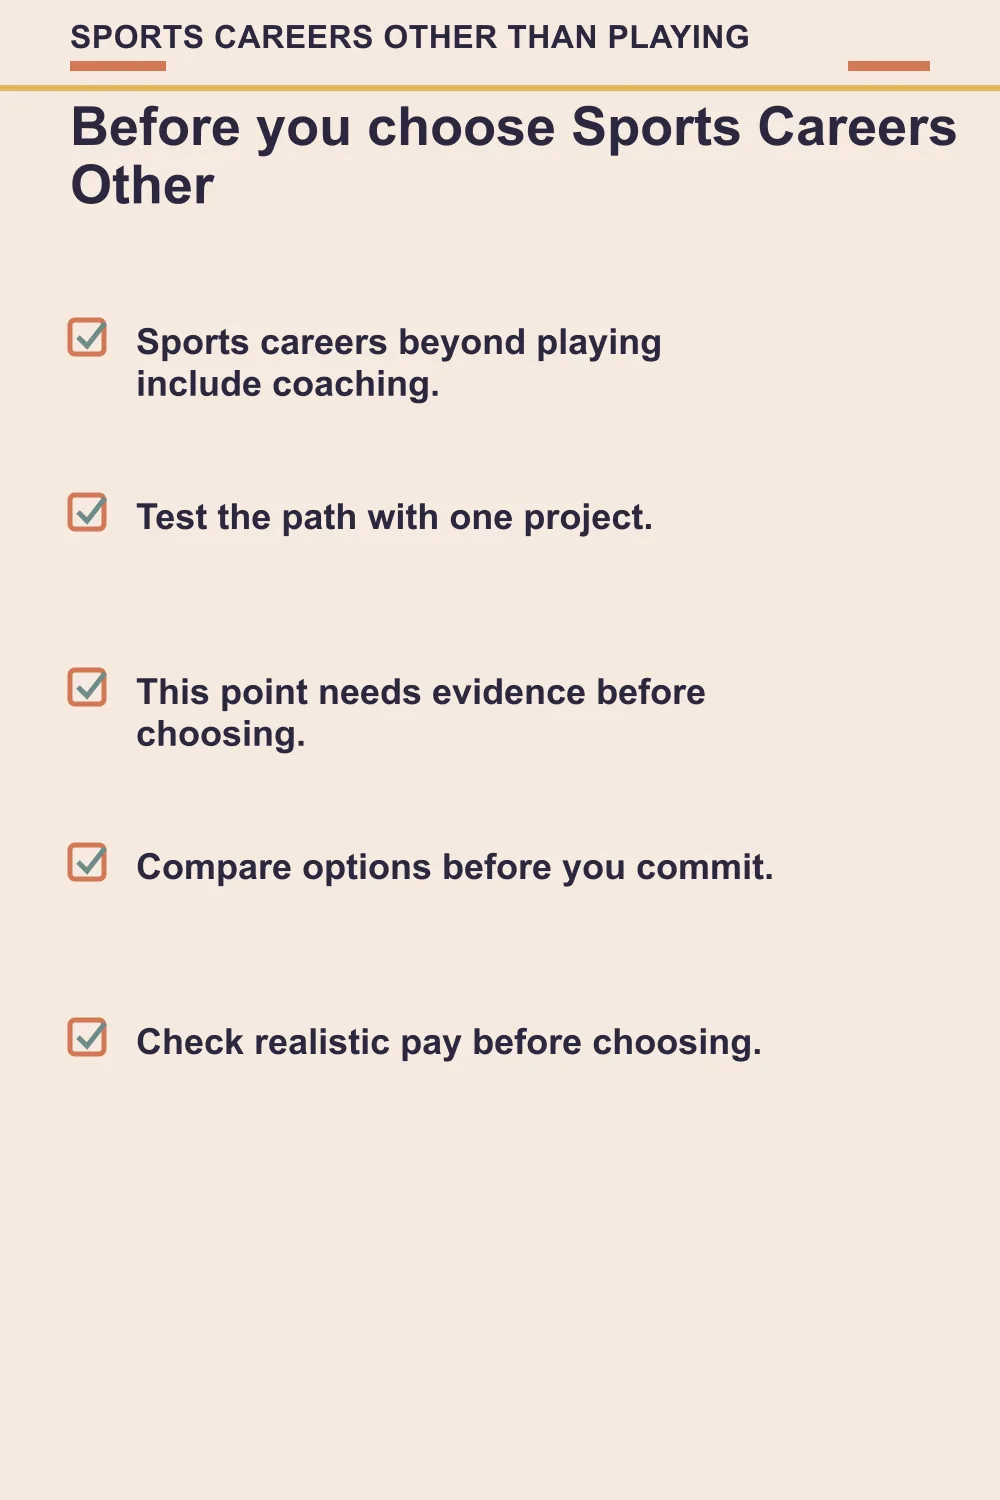 SPORTS CAREERS OTHER THAN PLAYING
Before you choose Sports Careers
Other
Sports careers beyond playing
include coaching.
Test the path with one project.
This point needs evidence before
choosing.
Compare options before you commit.
Check realistic pay before choosing.